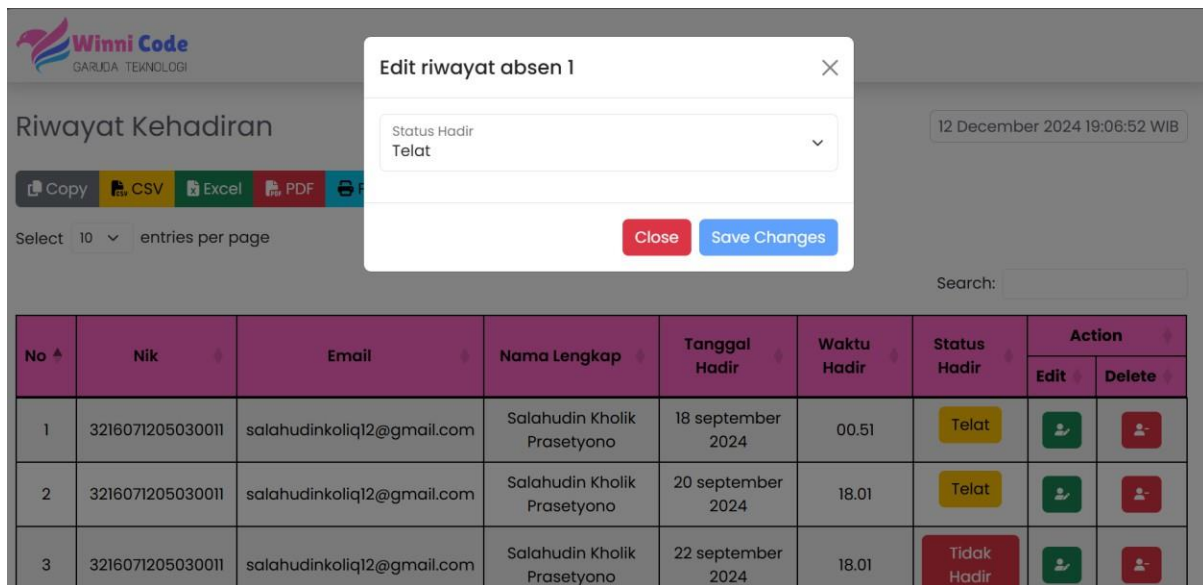 Winni Code
GARUDA TEKNOLOGI
Edit riwayat absen 1
Status Hadir
Telat
Close Save Changes
Riwayat Kehadiran
12 December 2024 19:06:52 WIB
Copy CSV Excel PDF
Select 10 entries per page
Search:
No Nik Email Nama Lengkap Tanggal Hadir Waktu Hadir Status Hadir Action
Edit Delete
1 3216071205030011 salahudinkoliq12@gmail.com Salahudin Kholik Prasetyono 18 september 2024 00.51 Telat
2 3216071205030011 salahudinkoliq12@gmail.com Salahudin Kholik Prasetyono 20 september 2024 18.01 Telat
3 3216071205030011 salahudinkoliq12@gmail.com Salahudin Kholik Prasetyono 22 september 2024 18.01 Tidak Hadir